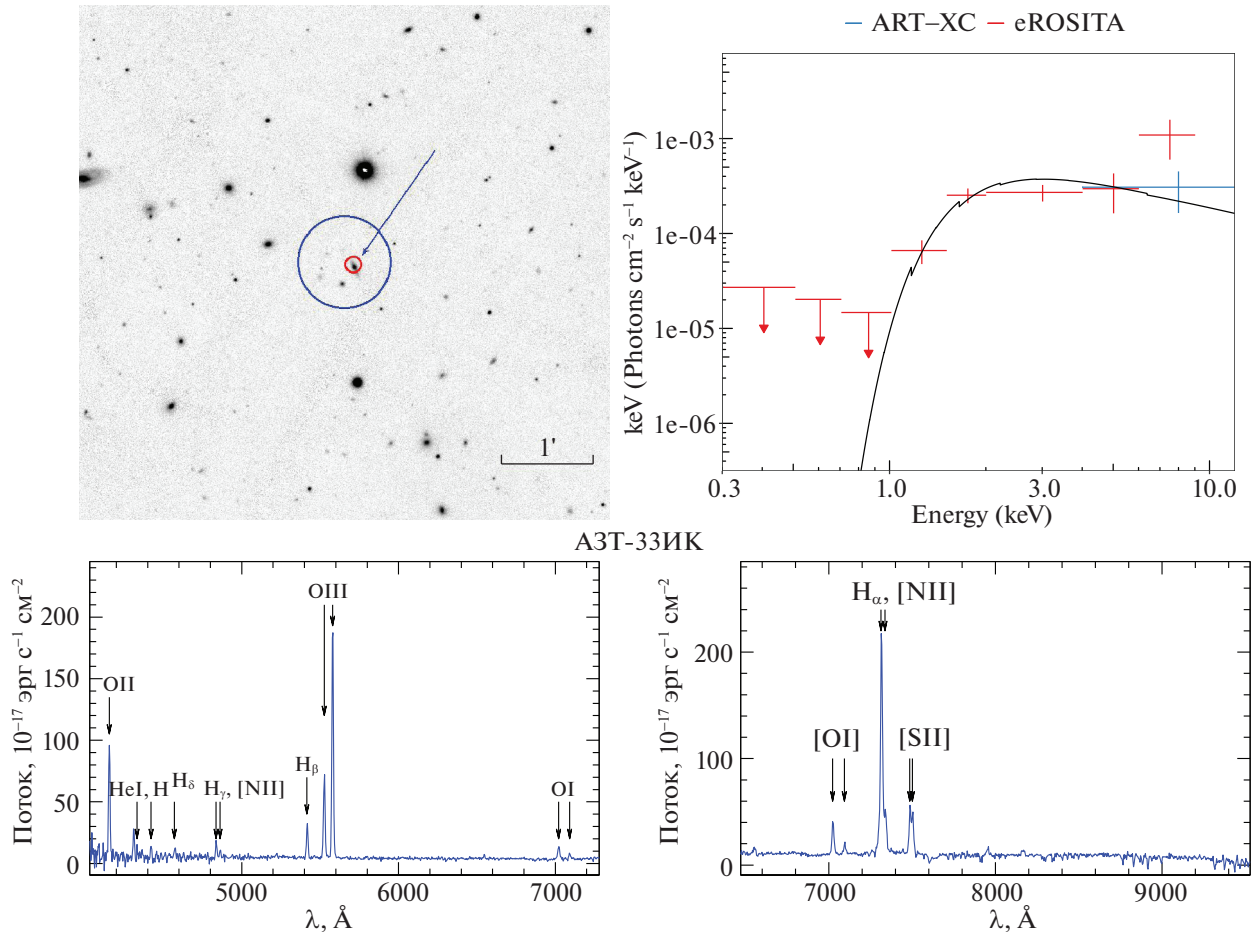 1'
ART–XC eROSITA
keV (Photons cm⁻² s⁻¹ keV⁻¹)
1e-03
1e-04
1e-05
1e-06
0.3 1.0 3.0 10.0
Energy (keV)
АЗТ-33ИК
Поток, 10⁻¹⁷ эрг с⁻¹ см⁻²
200
150
100
50
0
OII
HeI, H
Hδ
Hγ, [NII]
Hβ
OIII
OI
5000 6000 7000
λ, Å
Поток, 10⁻¹⁷ эрг с⁻¹ см⁻²
200
100
0
Hα, [NII]
[OI]
[SII]
7000 8000 9000
λ, Å